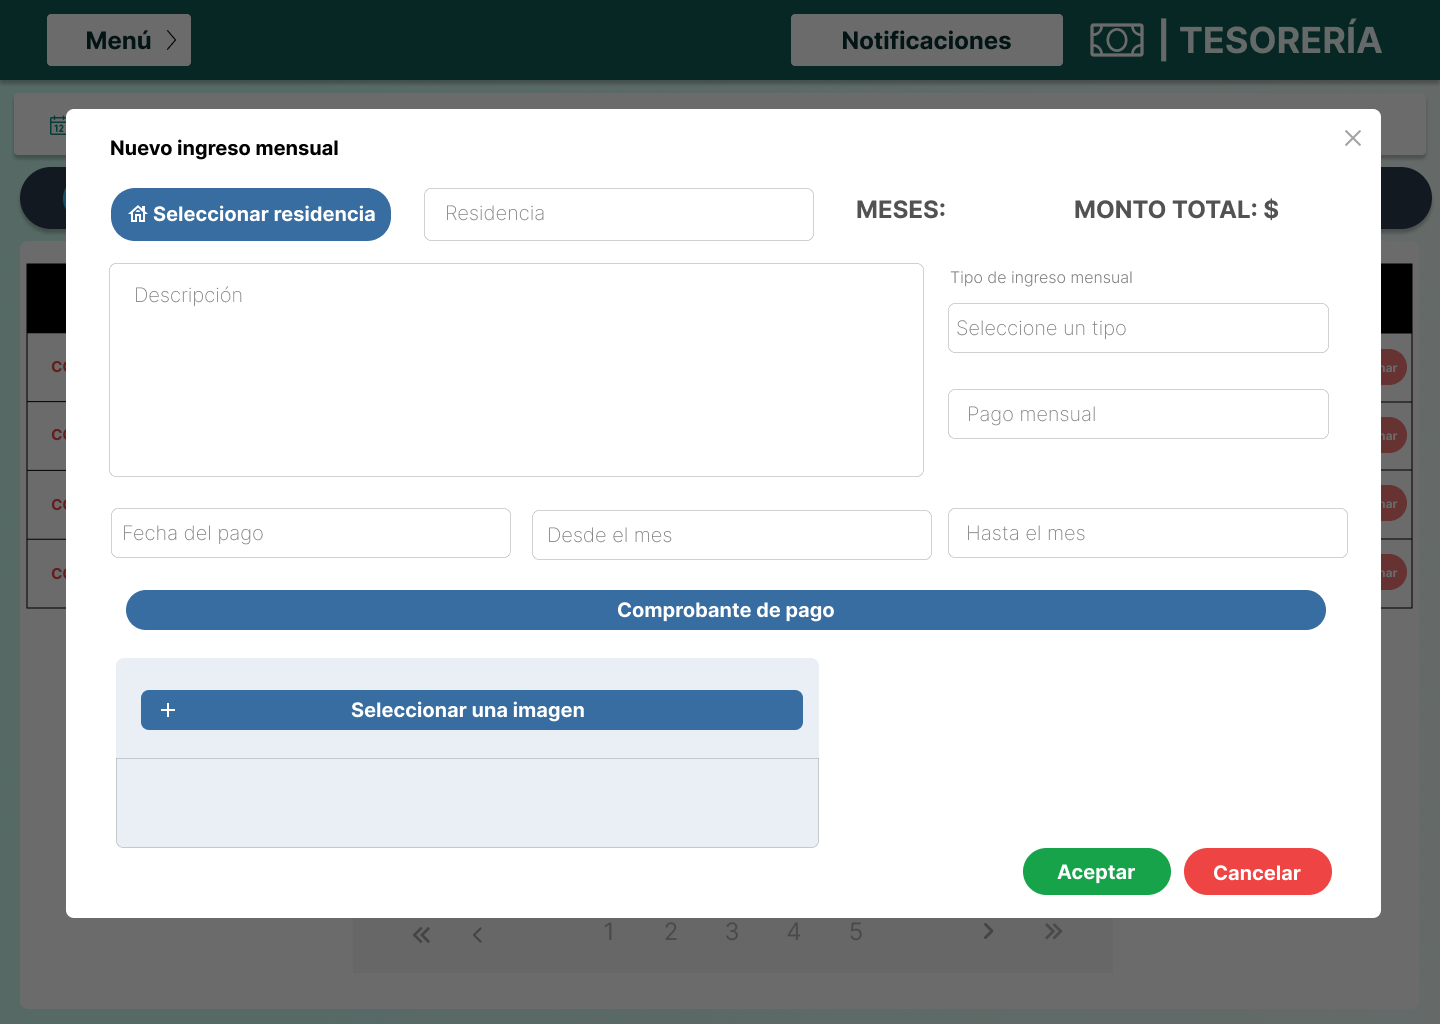 Menú
Notificaciones
| TESORERÍA
12
Nuevo ingreso mensual
Seleccionar residencia
Residencia
MESES:
MONTO TOTAL: $
Descripción
Tipo de ingreso mensual
Seleccione un tipo
Pago mensual
Fecha del pago
Desde el mes
Hasta el mes
Comprobante de pago
+ Seleccionar una imagen
Aceptar
Cancelar
« ‹ 1 2 3 4 5 › »